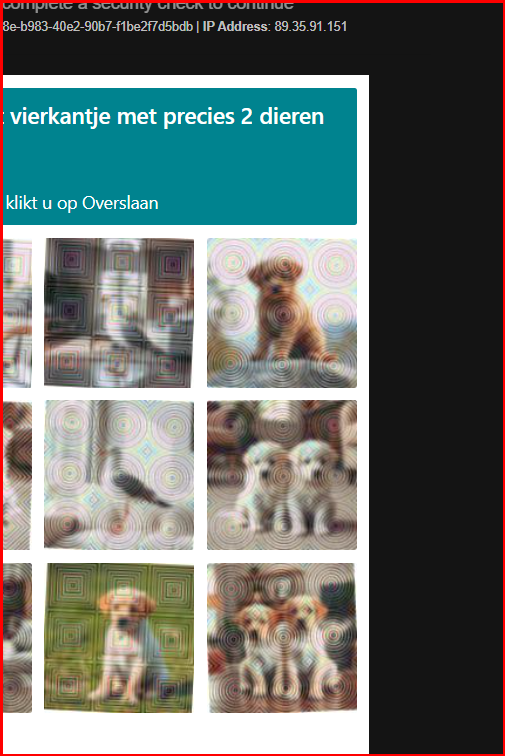 complete a security check to continue
8e-b983-40e2-90b7-f1be2f7d5bdb | IP Address: 89.35.91.151
vierkantje met precies 2 dieren
klikt u op Overslaan